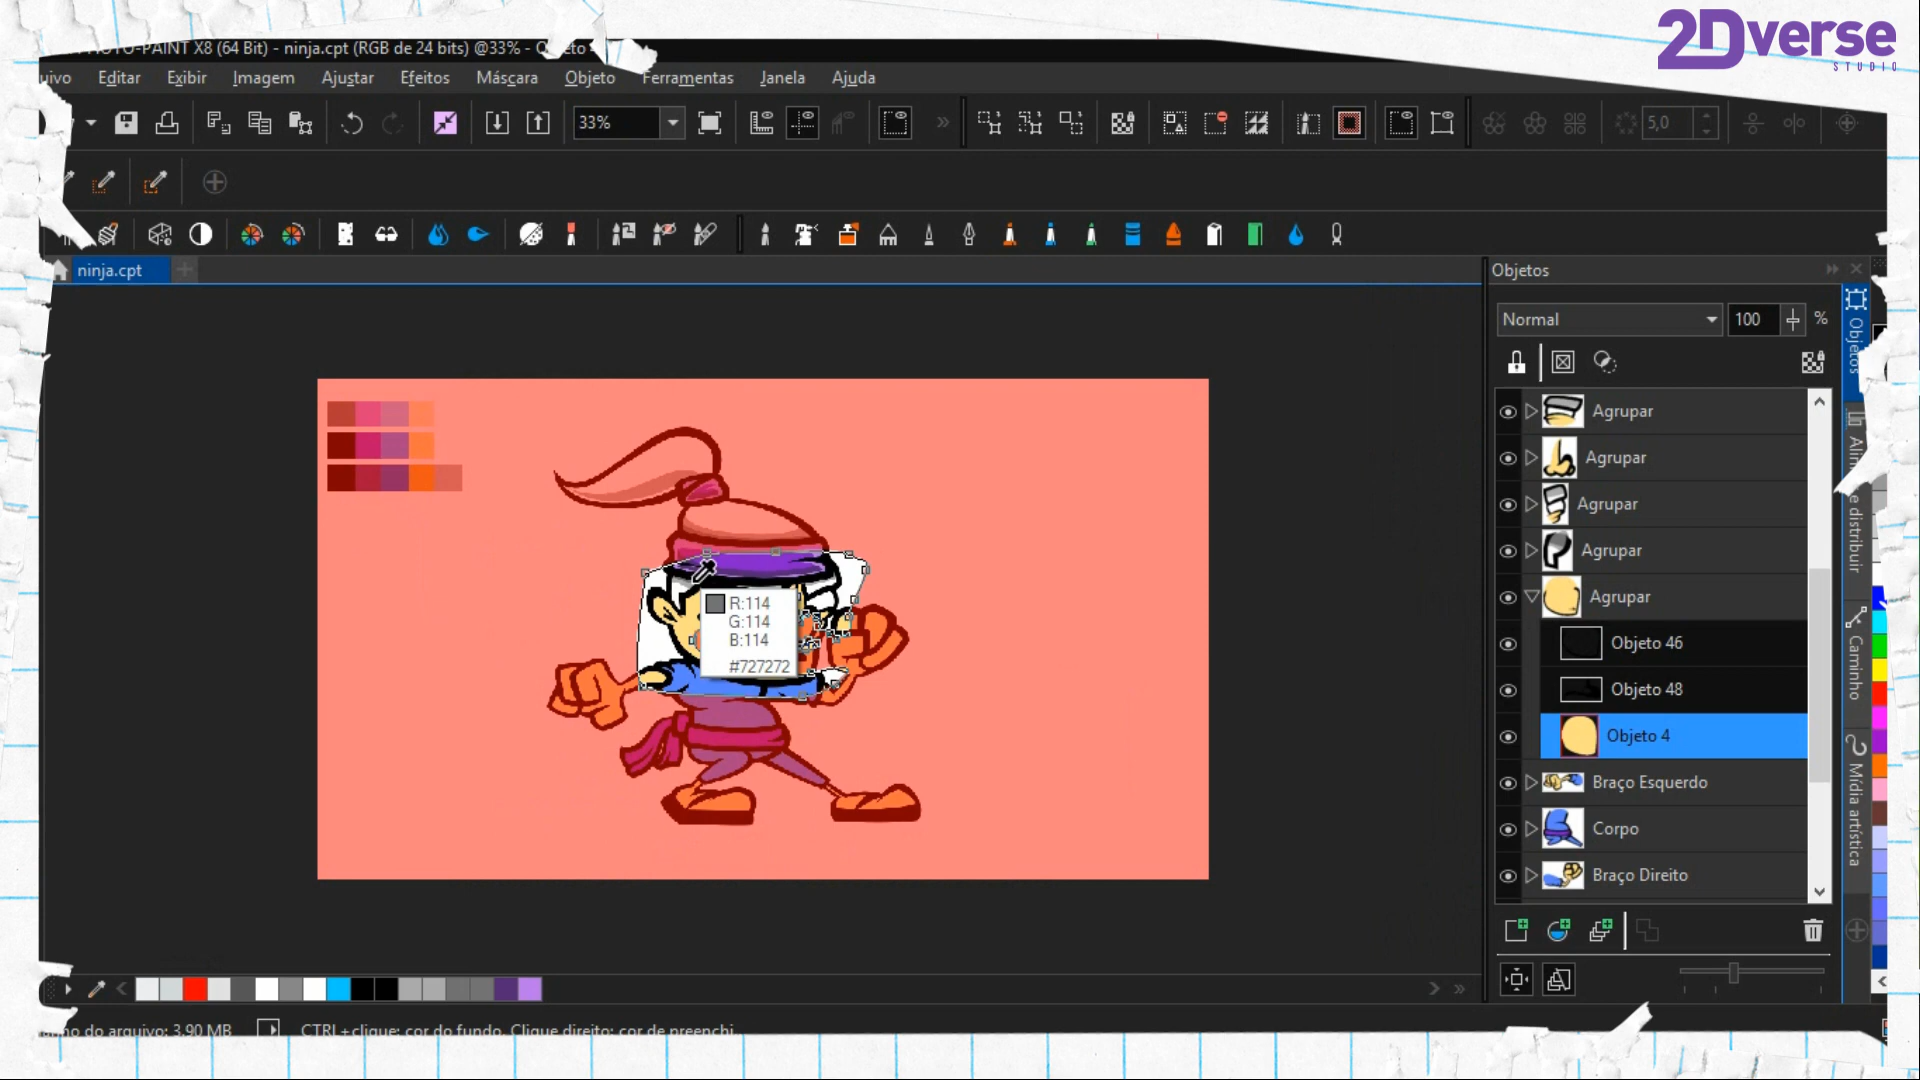 2Dverse
STUDIO
PHOTO-PAINT X8 (64 Bit) - ninja.cpt (RGB de 24 bits) @33% -
Editar Exibir Imagem Ajustar Efeitos Máscara Objeto Ferramentas Janela Ajuda
33%
5,0
ninja.cpt
Objetos
Normal 100 %
Agrupar
Agrupar
Agrupar
Agrupar
Agrupar
Objeto 46
Objeto 48
Objeto 4
Braço Esquerdo
Corpo
Braço Direito
Objetos
e distribuir
Caminho
Mídia artística
R:114
G:114
B:114
#727272
do arquivo: 3,90 MB CTRL+clique: cor do fundo. Clique direito: cor de preenchi...